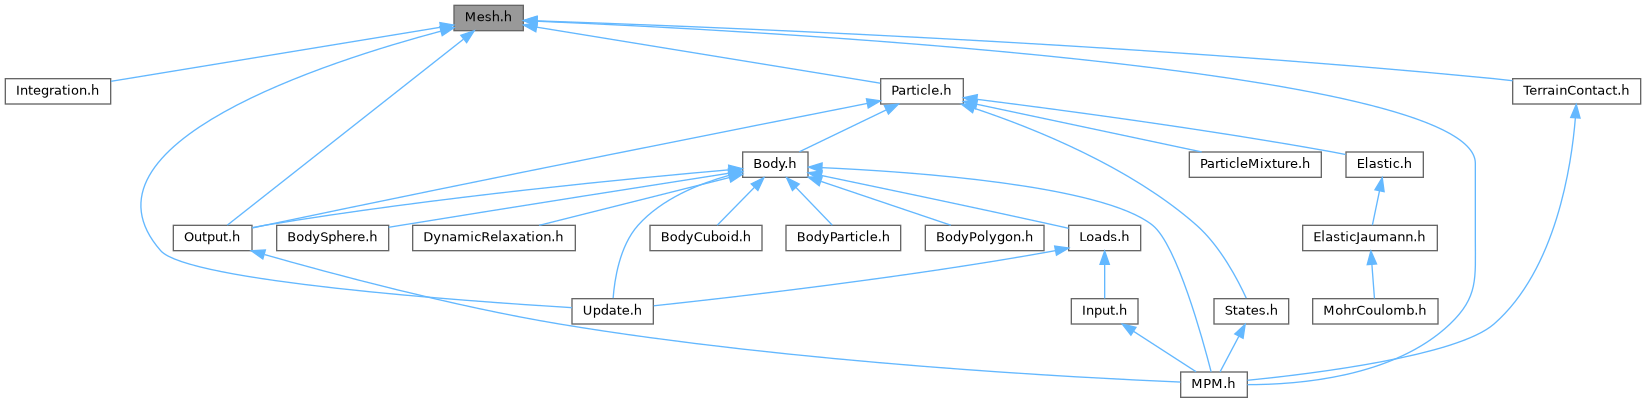 Mesh.h
Integration.h
Particle.h
TerrainContact.h
Body.h
ParticleMixture.h
Elastic.h
Output.h
BodySphere.h
DynamicRelaxation.h
BodyCuboid.h
BodyParticle.h
BodyPolygon.h
Loads.h
ElasticJaumann.h
Update.h
Input.h
States.h
MohrCoulomb.h
MPM.h